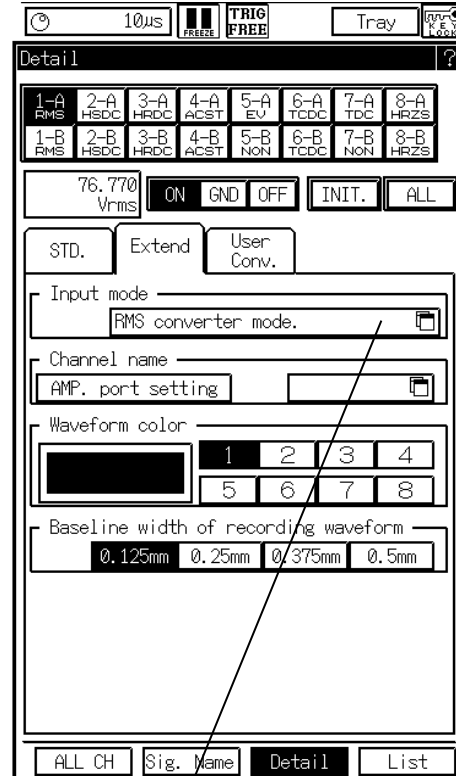 10μs FREEZE TRIG FREE Tray KEY LOCK
Detail ?
1-A RMS 2-A HSDC 3-A HRDC 4-A ACST 5-A EV 6-A TCDC 7-A TDC 8-A HRZS
1-B RMS 2-B HSDC 3-B HRDC 4-B ACST 5-B NON 6-B TCDC 7-B NON 8-B HRZS
76.770 Vrms ON GND OFF INIT. ALL
STD. Extend User Conv.
Input mode
RMS converter mode.
Channel name
AMP. port setting
Waveform color
1 2 3 4
5 6 7 8
Baseline width of recording waveform
0.125mm 0.25mm 0.375mm 0.5mm
ALL CH Sig. Name Detail List